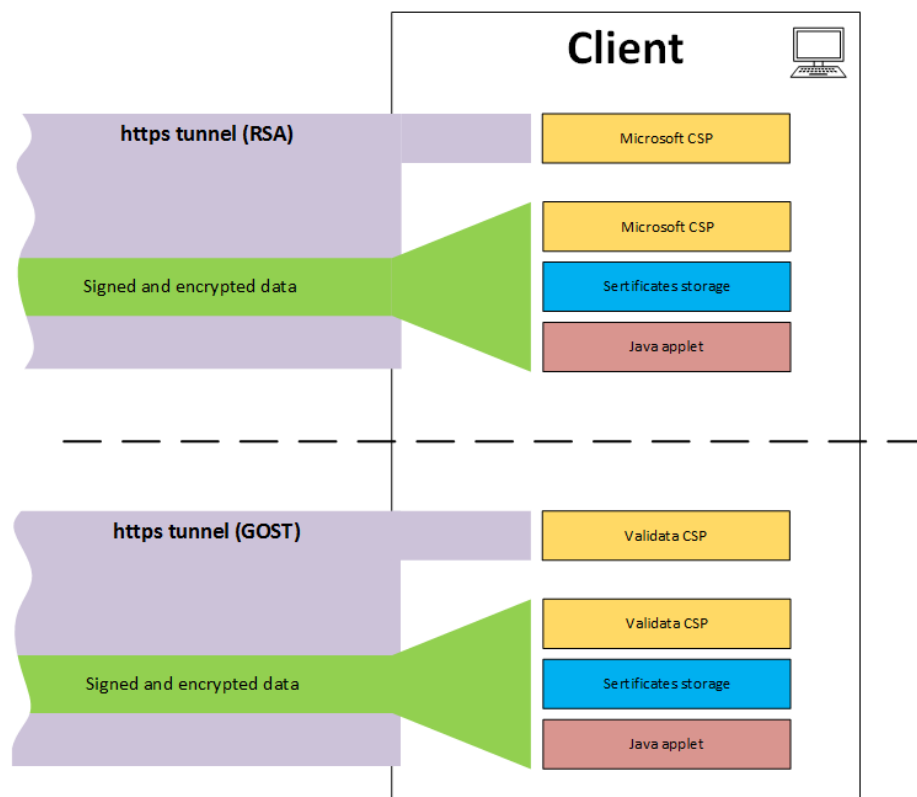 Client
https tunnel (RSA)
Microsoft CSP
Microsoft CSP
Signed and encrypted data
Sertificates storage
Java applet
https tunnel (GOST)
Validata CSP
Validata CSP
Signed and encrypted data
Sertificates storage
Java applet